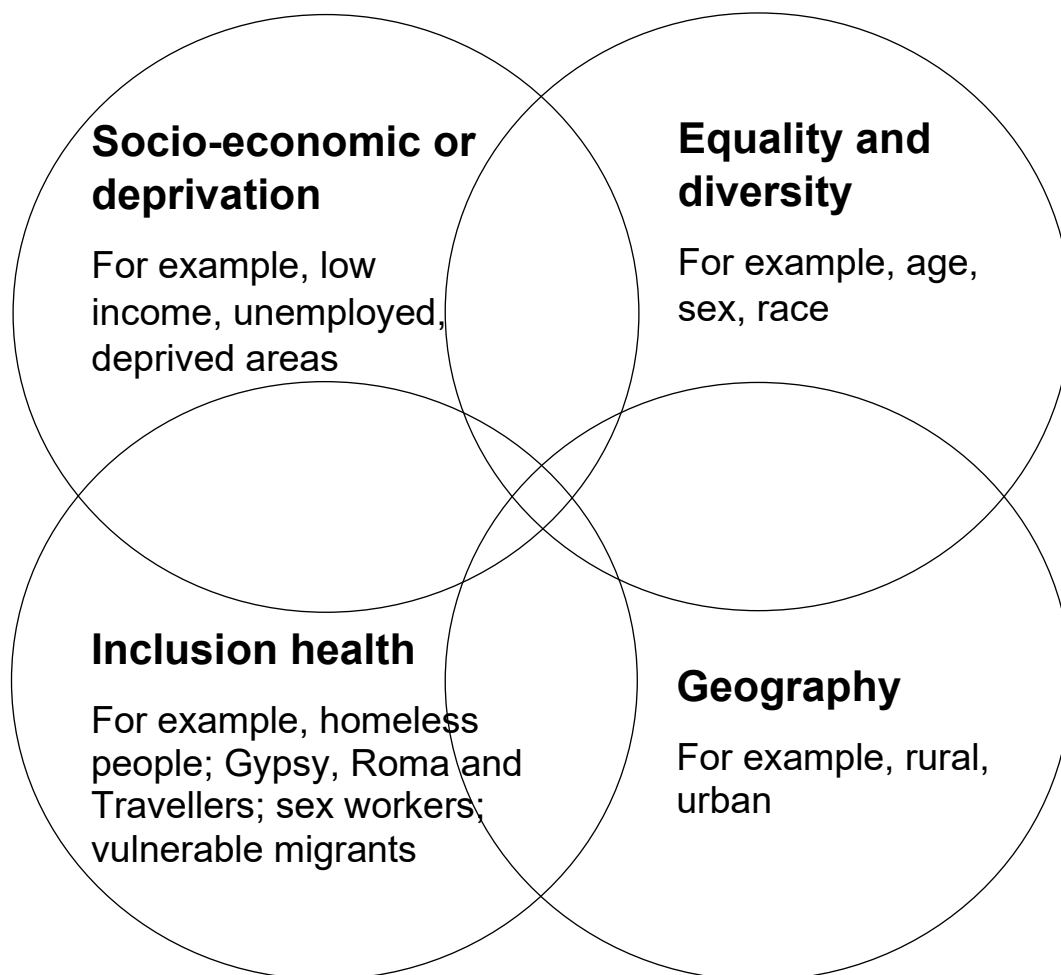 Socio-economic or
deprivation
For example, low
income, unemployed,
deprived areas
Equality and
diversity
For example, age,
sex, race
Inclusion health
For example, homeless
people; Gypsy, Roma and
Travellers; sex workers;
vulnerable migrants
Geography
For example, rural,
urban